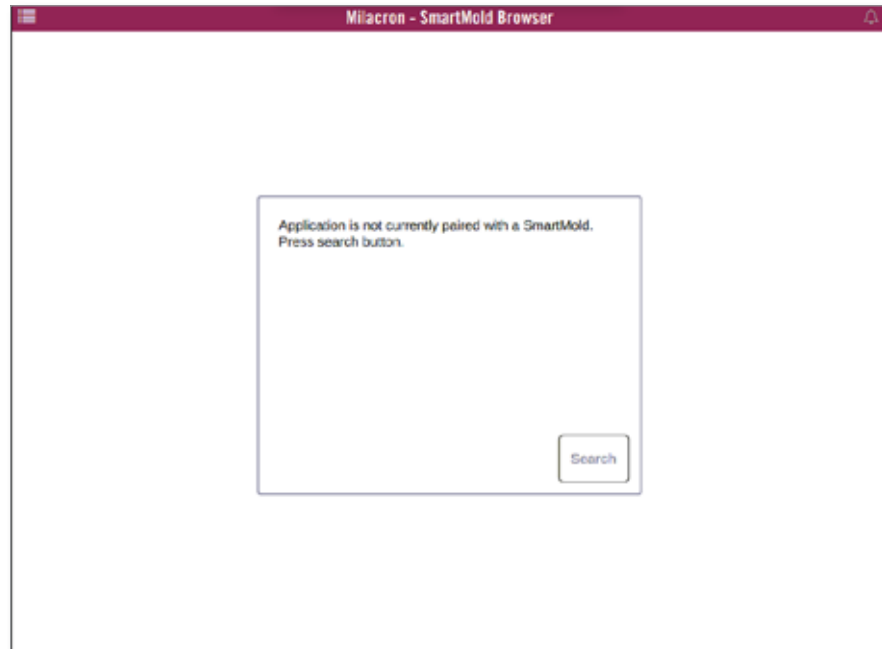 Milacron - SmartMold Browser
Application is not currently paired with a SmartMold.
Press search button.
Search